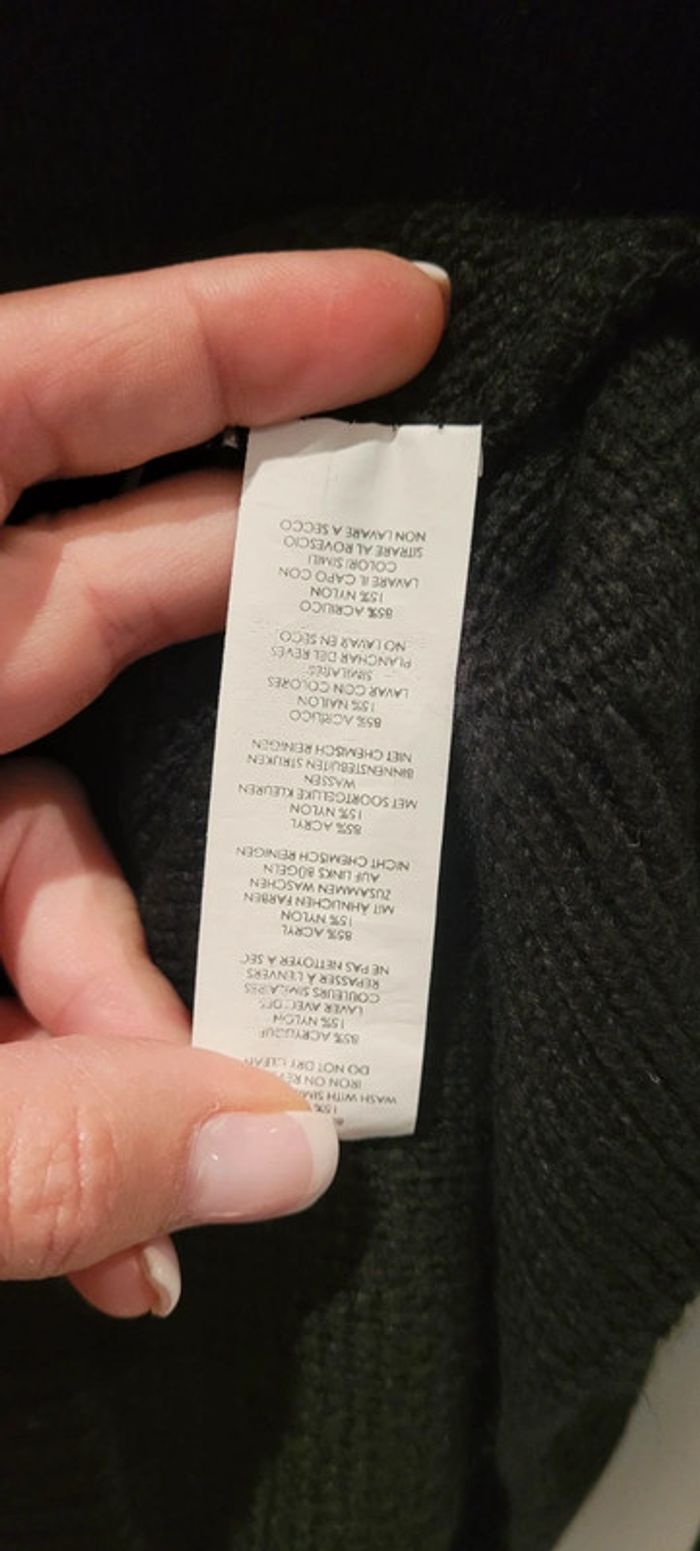 15%
WASH WITH
IRON ON
DO NOT DRY CLEAN
85% ACRYLIQUE
15% NYLON
LAVER AVEC DES
COULEURS SIMILAIRES
REPASSER À L'ENVERS
NE PAS NETTOYER A SEC
85% ACRYL
15% NYLON
MIT ÄHNLICHEN FARBEN
ZUSAMMEN WASCHEN
AUF LINKS BÜGELN
NICHT CHEMISCH REINIGEN
85% ACRYL
15% NYLON
MET SOORTGELIJKE KLEUREN
WASSEN
BINNENSTEBUITEN STRIJKEN
NIET CHEMISCH REINIGEN
85% ACRÍLICO
15% NAILON
LAVAR CON COLORES
SIMILARES
PLANCHAR DEL REVÉS
NO LAVAR EN SECO
85% ACRILICO
15% NYLON
LAVARE IL CAPO CON
COLORI SIMILI
SITRARE AL ROVESCIO
NON LAVARE A SECCO